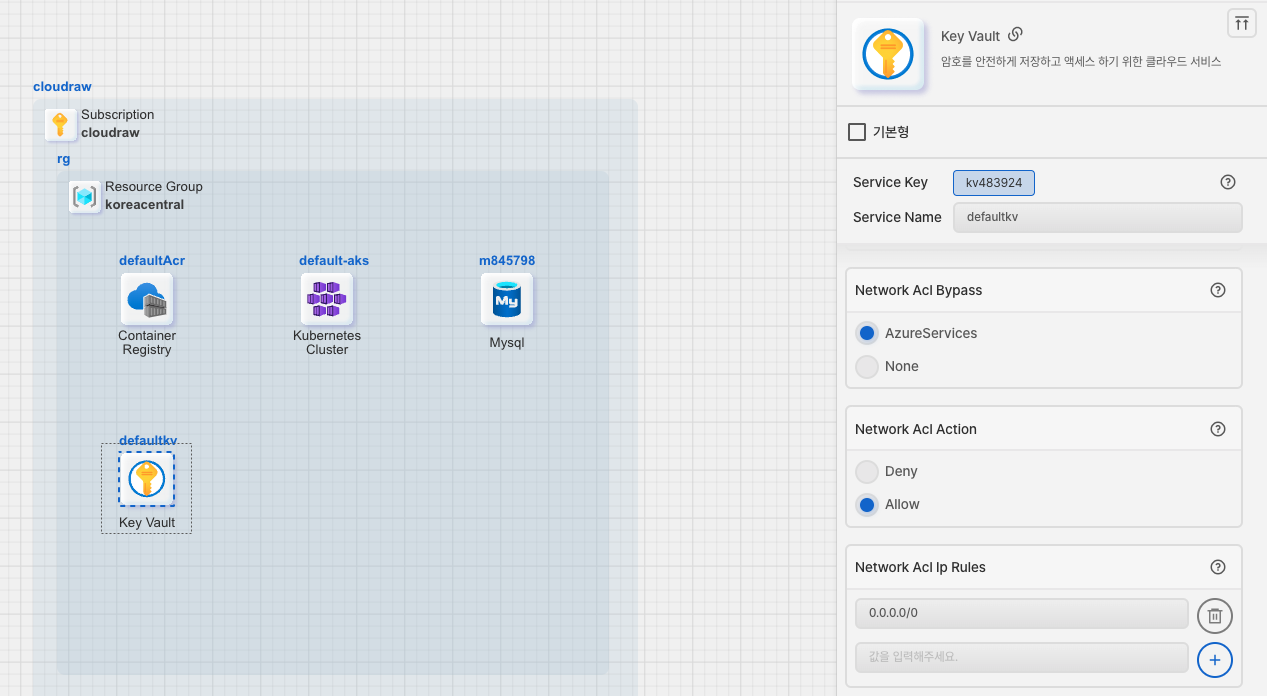 cloudraw
Subscription
cloudraw
rg
Resource Group
koreacentral
defaultAcr
Container
Registry
default-aks
Kubernetes
Cluster
m845798
My
Mysql
defaultkv
Key Vault
Key Vault
암호를 안전하게 저장하고 액세스 하기 위한 클라우드 서비스
기본형
Service Key
kv483924
Service Name
defaultkv
Network Acl Bypass
AzureServices
None
Network Acl Action
Deny
Allow
Network Acl Ip Rules
0.0.0.0/0
값을 입력해주세요.